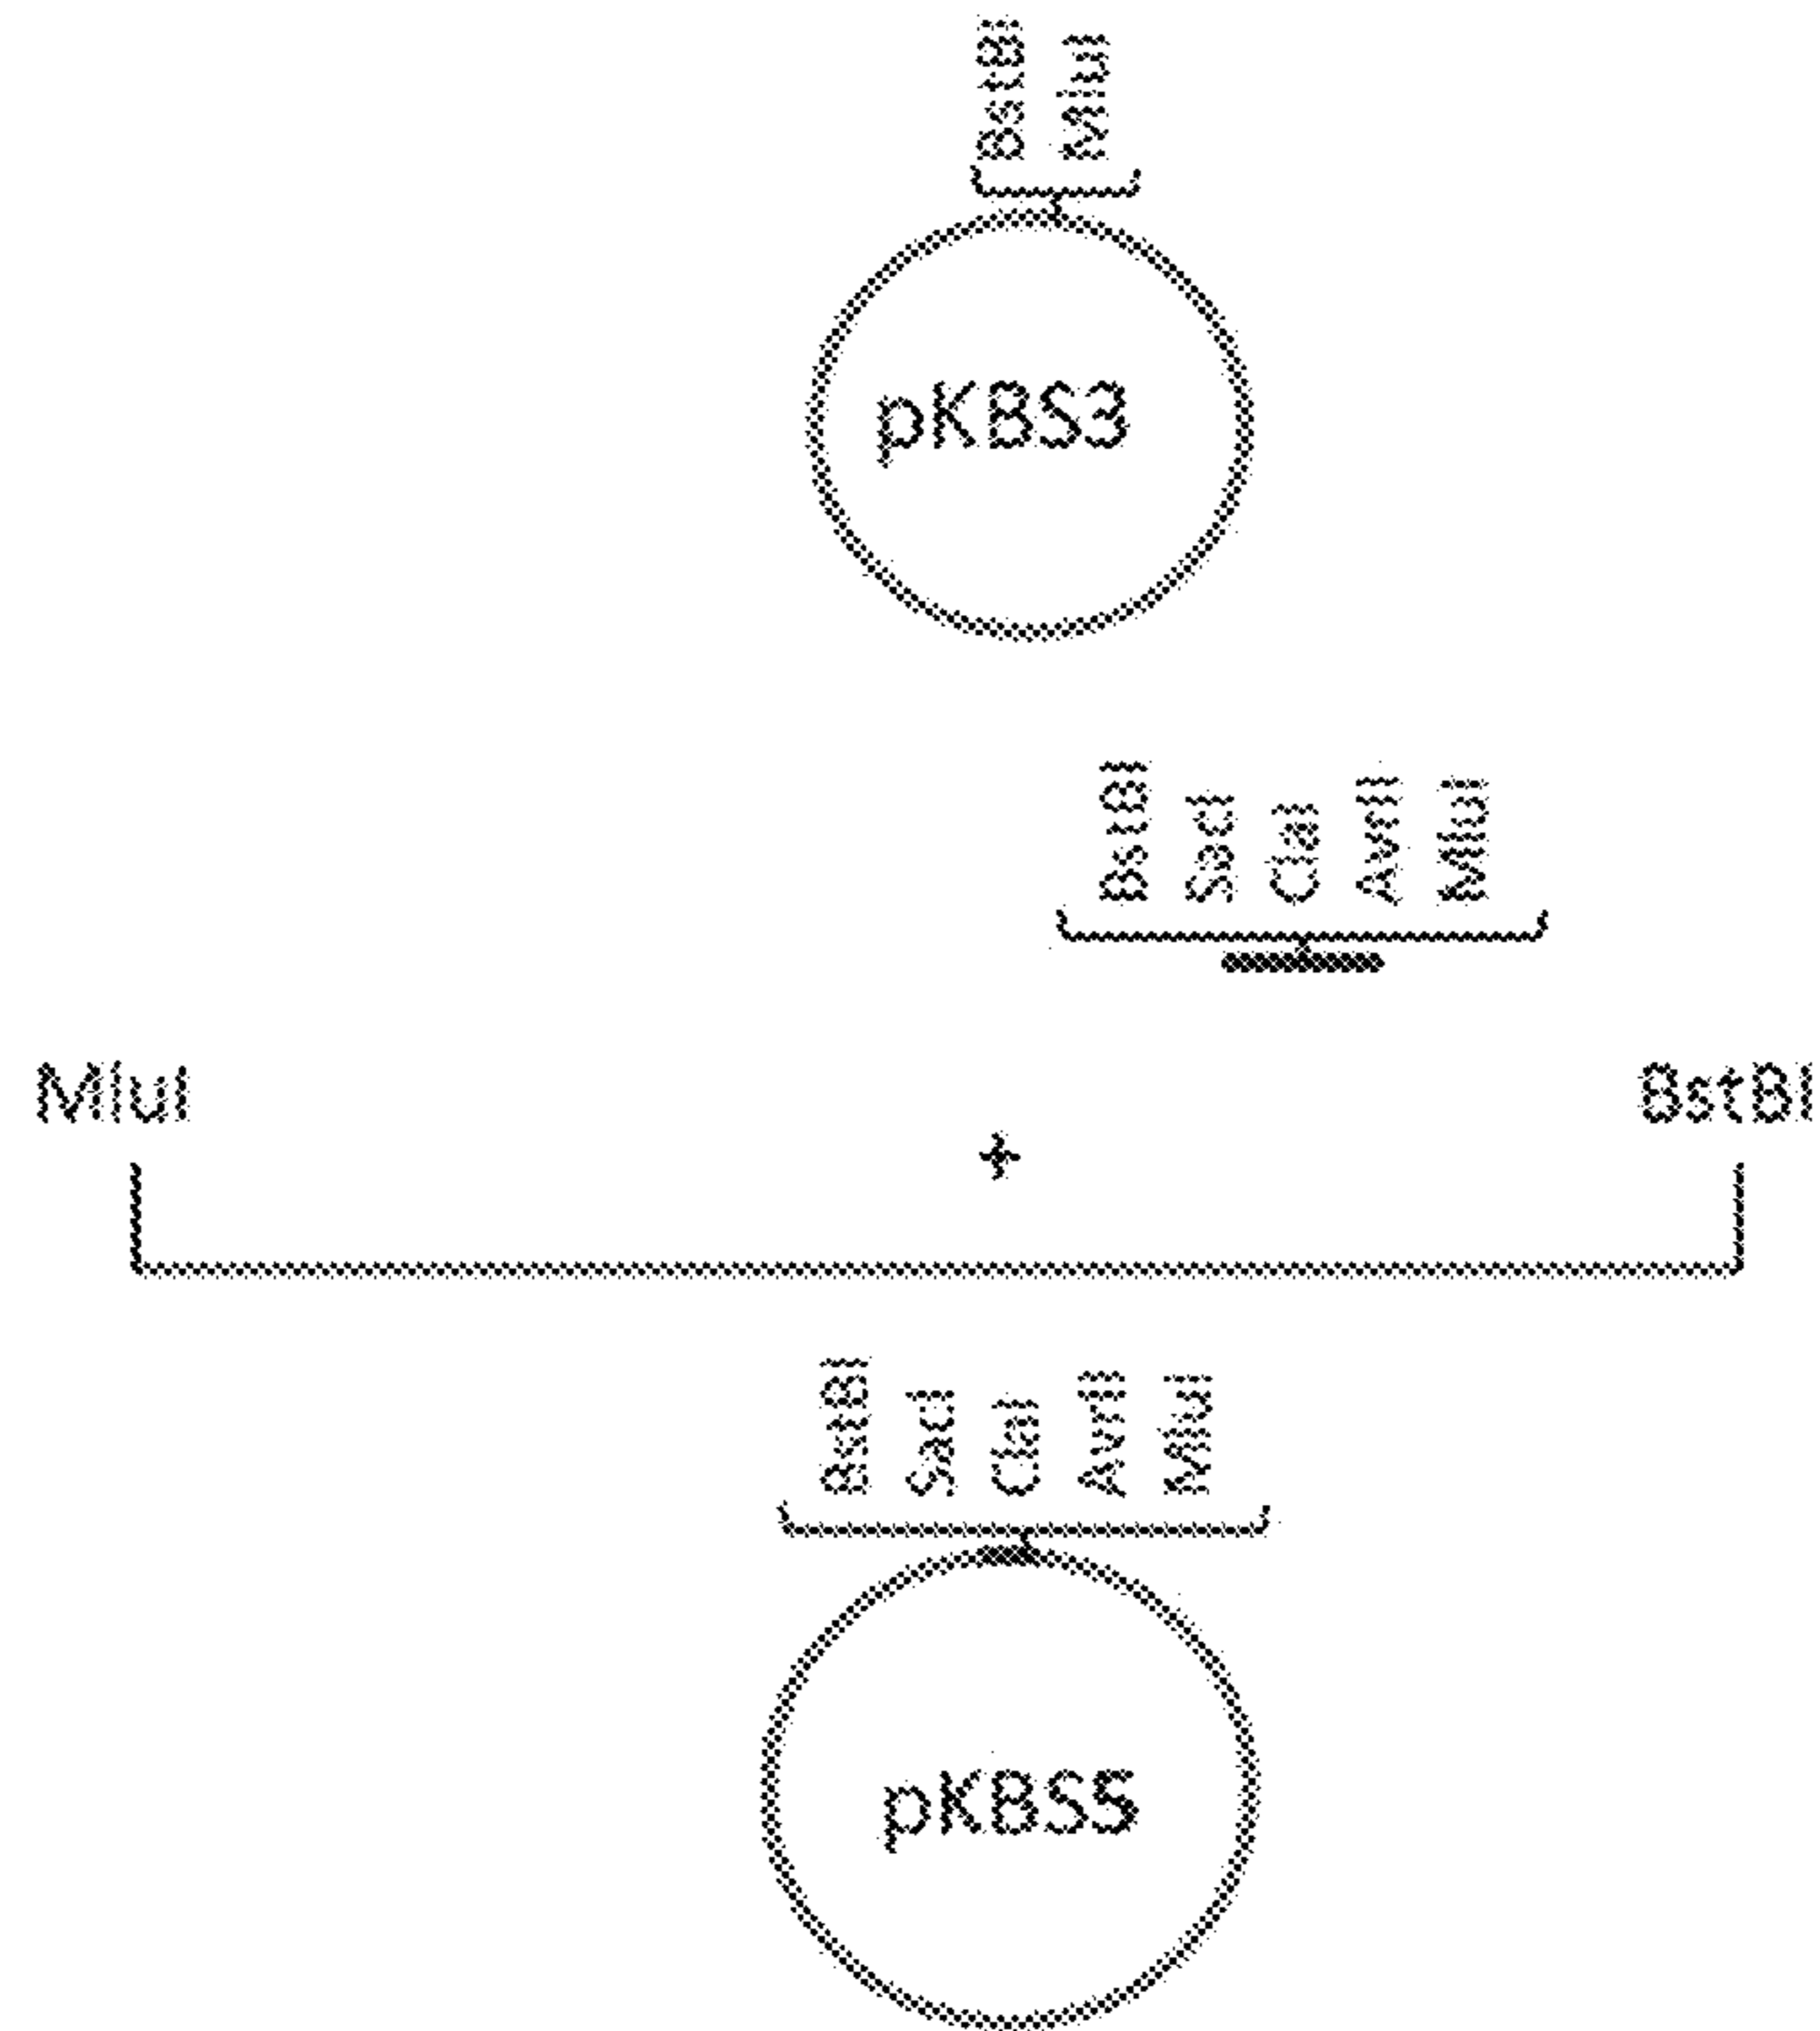 BstBI
MluI
pKBS3
BstBI
SacI
ClaI
AvrII
MluI
MluI
BstBI
+
BstBI
SacI
ClaI
AvrII
MluI
pKBS5